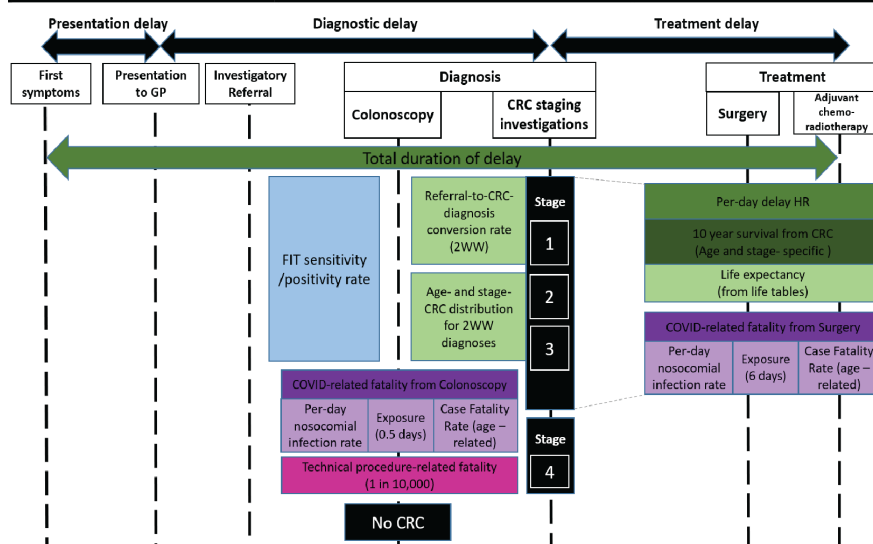 Presentation delay
Diagnostic delay
Treatment delay
First
symptoms
Presentation
to GP
Investigatory
Referral
Diagnosis
Colonoscopy
CRC staging
investigations
Treatment
Surgery
Adjuvant
chemo-
radiotherapy
Total duration of delay
FIT sensitivity
/positivity rate
Referral-to-CRC-
diagnosis
conversion rate
(2WW)
Age- and stage-
CRC distribution
for 2WW
diagnoses
Stage
1
2
3
Stage
4
Per-day delay HR
10 year survival from CRC
(Age and stage- specific )
Life expectancy
(from life tables)
COVID-related fatality from Surgery
Per-day
nosocomial
infection rate
Exposure
(6 days)
Case Fatality
Rate (age –
related)
COVID-related fatality from Colonoscopy
Per-day
nosocomial
infection rate
Exposure
(0.5 days)
Case Fatality
Rate (age –
related)
Technical procedure-related fatality
(1 in 10,000)
No CRC